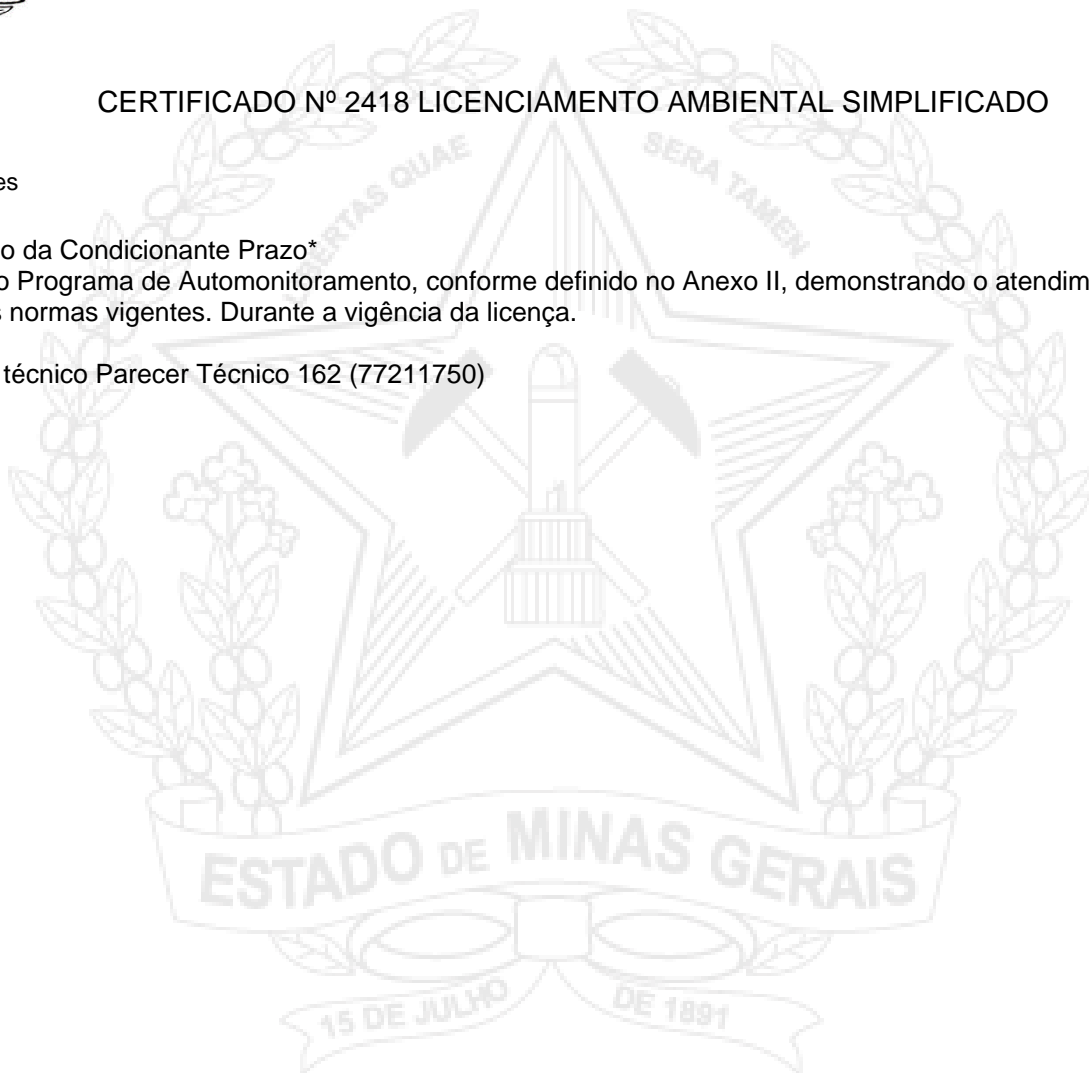 CERTIFICADO Nº 2418 LICENCIAMENTO AMBIENTAL SIMPLIFICADO
es
o da Condicionante Prazo*
o Programa de Automonitoramento, conforme definido no Anexo II, demonstrando o atendim
s normas vigentes. Durante a vigência da licença.
técnico Parecer Técnico 162 (77211750)
LIBERTAS QUAE SERA TAMEN
ESTADO DE MINAS GERAIS
15 DE JULHO DE 1891